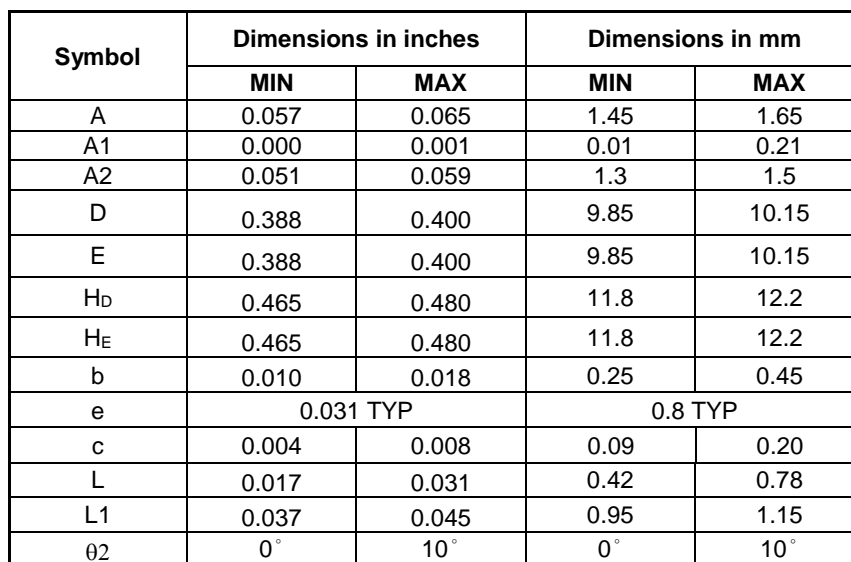 Symbol Dimensions in inches Dimensions in mm
MIN MAX MIN MAX
A 0.057 0.065 1.45 1.65
A1 0.000 0.001 0.01 0.21
A2 0.051 0.059 1.3 1.5
D 0.388 0.400 9.85 10.15
E 0.388 0.400 9.85 10.15
HD 0.465 0.480 11.8 12.2
HE 0.465 0.480 11.8 12.2
b 0.010 0.018 0.25 0.45
e 0.031 TYP 0.8 TYP
c 0.004 0.008 0.09 0.20
L 0.017 0.031 0.42 0.78
L1 0.037 0.045 0.95 1.15
θ2 0° 10° 0° 10°